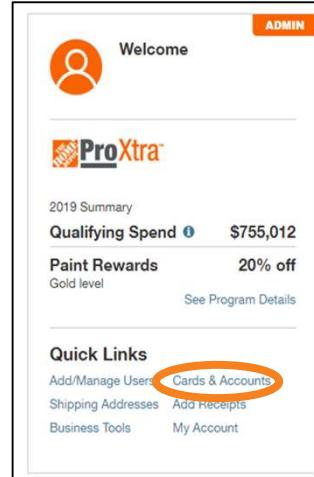 ADMIN
Welcome
THE HOME DEPOT ProXtra
2019 Summary
Qualifying Spend $755,012
Paint Rewards 20% off
Gold level
See Program Details
Quick Links
Add/Manage Users Cards & Accounts
Shipping Addresses Add Receipts
Business Tools My Account